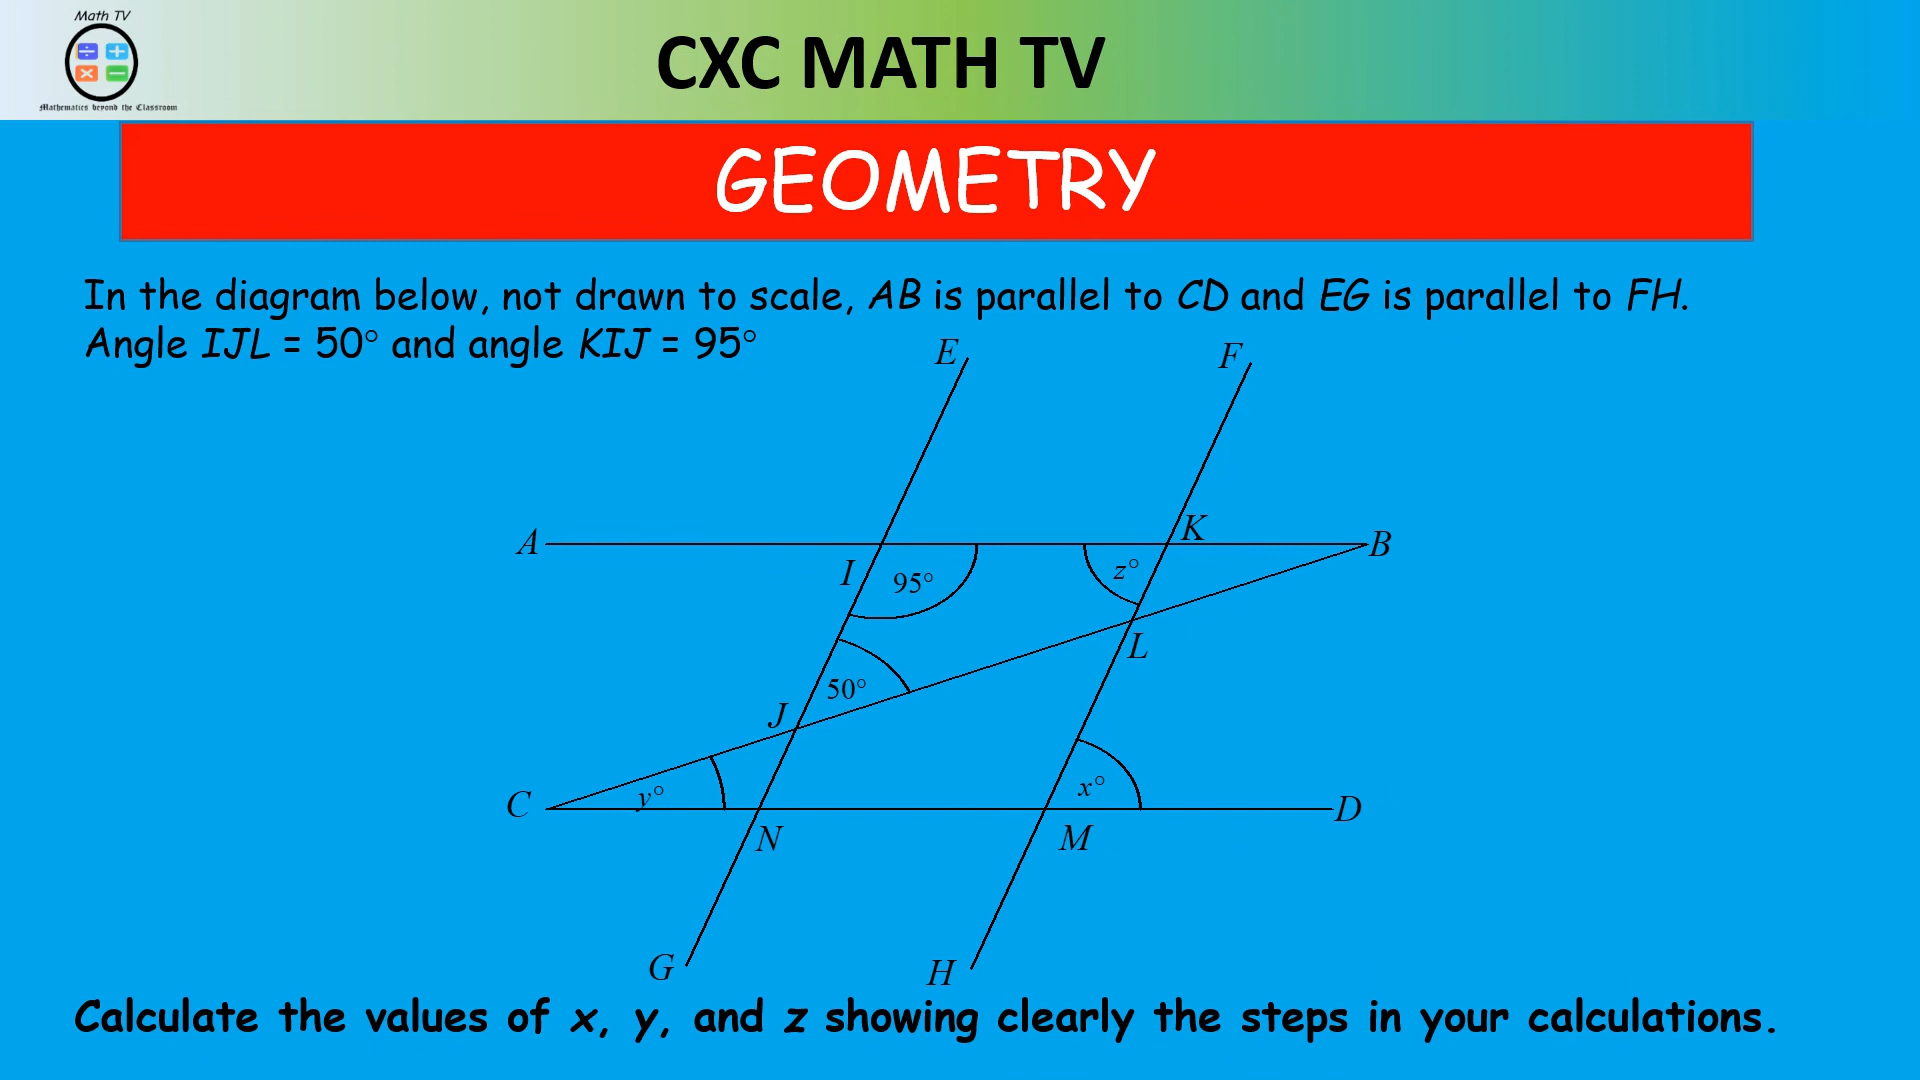 Math TV
Mathematics beyond the Classroom
CXC MATH TV
GEOMETRY
In the diagram below, not drawn to scale, AB is parallel to CD and EG is parallel to FH.
Angle IJL = 50° and angle KIJ = 95°
E
F
A
K
B
I
95°
z°
L
50°
J
C
y°
x°
D
N
M
G
H
Calculate the values of x, y, and z showing clearly the steps in your calculations.